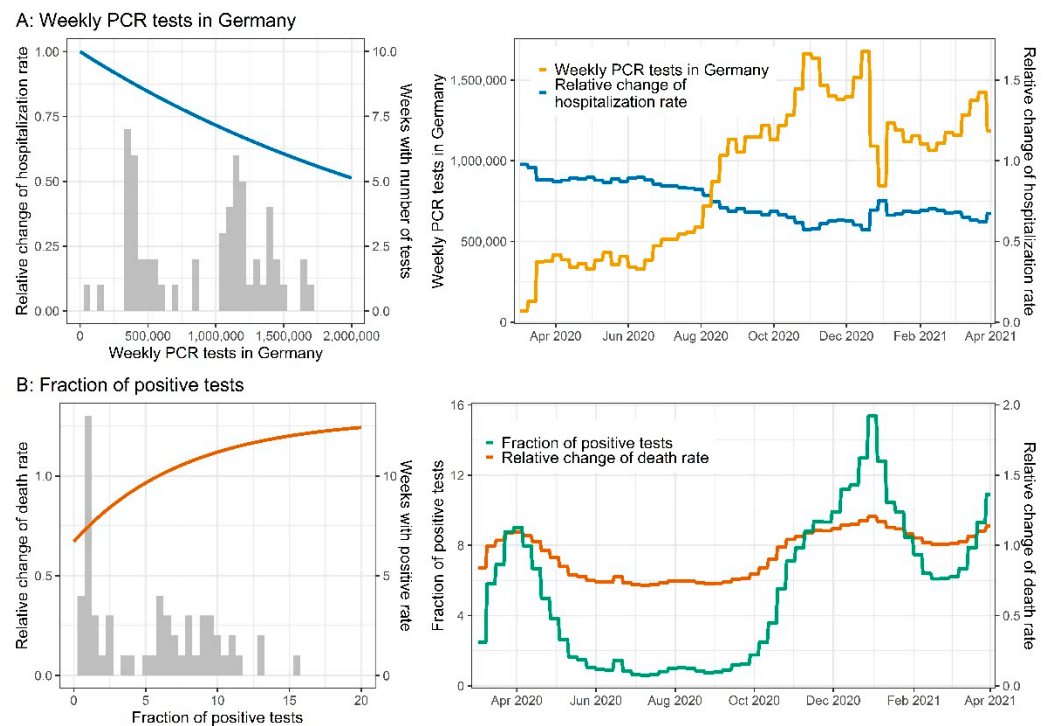 A: Weekly PCR tests in Germany
Relative change of hospitalization rate
1.00
0.75
0.50
0.25
0.00
10.0
7.5
5.0
2.5
0.0
Weeks with number of tests
0
500,000
1,000,000
1,500,000
2,000,000
Weekly PCR tests in Germany
Weekly PCR tests in Germany
1,500,000
1,000,000
500,000
0
Weekly PCR tests in Germany
Relative change of
hospitalization rate
1.5
1.0
0.5
0.0
Relative change of
hospitalization rate
Apr 2020
Jun 2020
Aug 2020
Oct 2020
Dec 2020
Feb 2021
Apr 2021
B: Fraction of positive tests
Relative change of death rate
1.0
0.5
0.0
10
5
0
Weeks with positive rate
0
5
10
15
20
Fraction of positive tests
Fraction of positive tests
16
12
8
4
0
Fraction of positive tests
Relative change of death rate
2.0
1.5
1.0
0.5
0.0
Relative change of death rate
Apr 2020
Jun 2020
Aug 2020
Oct 2020
Dec 2020
Feb 2021
Apr 2021